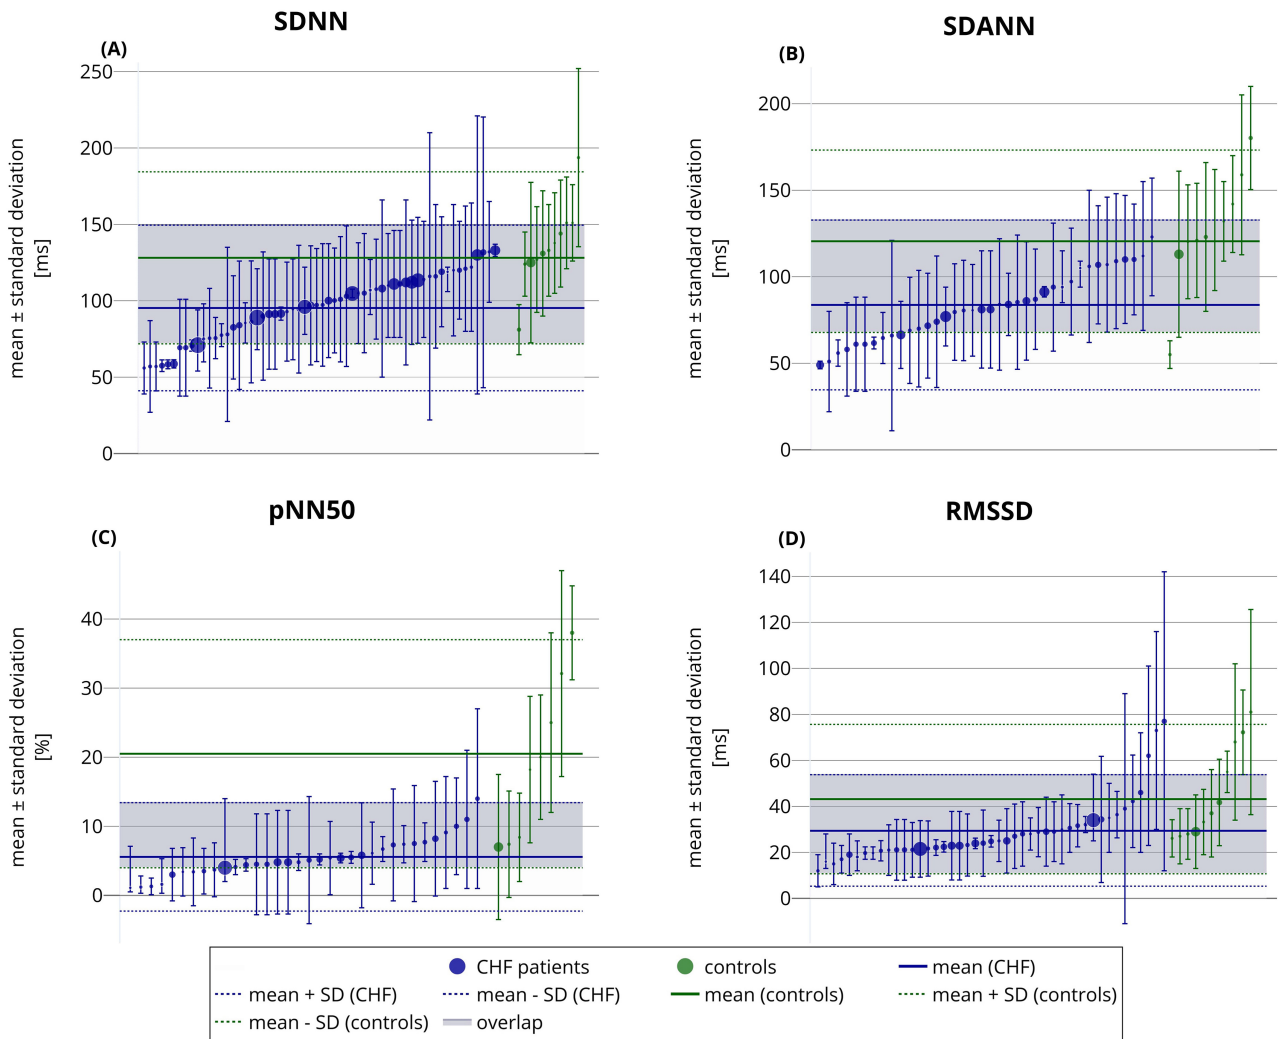 SDNN
(A)
250
200
150
100
50
0
mean ± standard deviation
[ms]
SDANN
(B)
200
150
100
50
0
mean ± standard deviation
[ms]
pNN50
(C)
40
30
20
10
0
mean ± standard deviation
[%]
RMSSD
(D)
140
120
100
80
60
40
20
0
mean ± standard deviation
[ms]
CHF patients
controls
mean (CHF)
mean + SD (CHF)
mean - SD (CHF)
mean (controls)
mean + SD (controls)
mean - SD (controls)
overlap